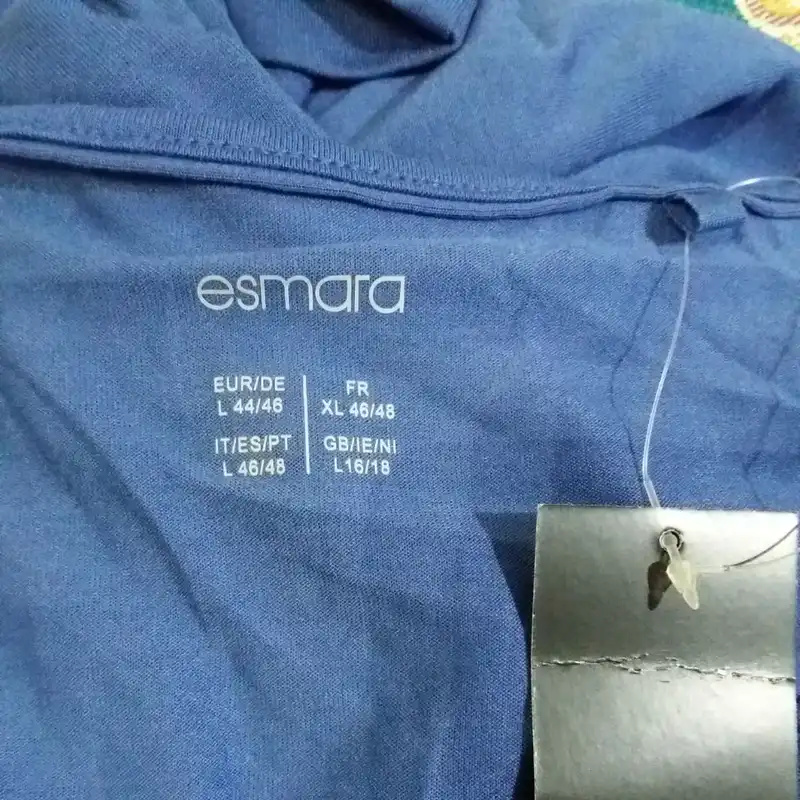 esmara
EUR/DE
L 44/46
FR
XL 46/48
IT/ES/PT
L 46/48
GB/IE/NI
L16/18